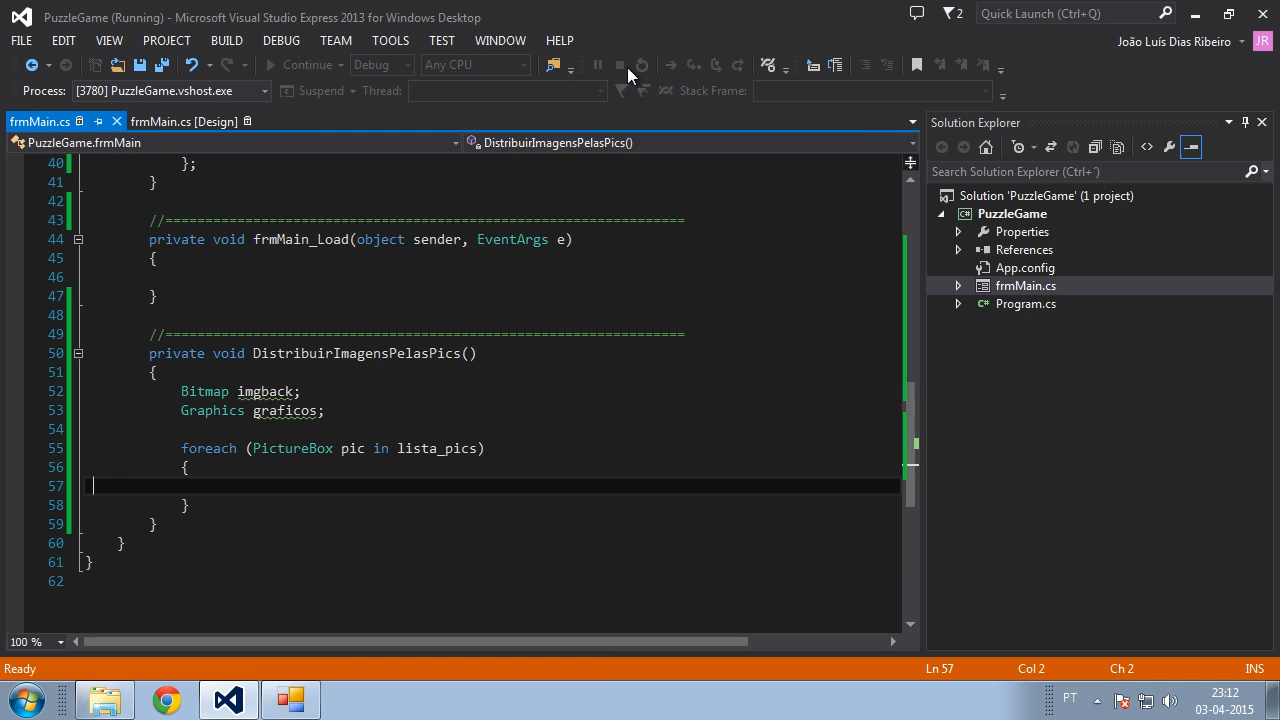 PuzzleGame (Running) - Microsoft Visual Studio Express 2013 for Windows Desktop
2
Quick Launch (Ctrl+Q)
FILE EDIT VIEW PROJECT BUILD DEBUG TEAM TOOLS TEST WINDOW HELP
João Luís Dias Ribeiro JR
Continue Debug Any CPU
Process: [3780] PuzzleGame.vshost.exe Suspend Thread: Stack Frame:
frmMain.cs frmMain.cs [Design]
PuzzleGame.frmMain DistribuirImagensPelasPics()
40 };
41 }
42
43 //=================================================================
44 private void frmMain_Load(object sender, EventArgs e)
45 {
46
47 }
48
49 //=================================================================
50 private void DistribuirImagensPelasPics()
51 {
52 Bitmap imgback;
53 Graphics graficos;
54
55 foreach (PictureBox pic in lista_pics)
56 {
57
58 }
59 }
60 }
61 }
62
100 %
Solution Explorer
Search Solution Explorer (Ctrl+´)
Solution 'PuzzleGame' (1 project)
PuzzleGame
Properties
References
App.config
frmMain.cs
Program.cs
Ready Ln 57 Col 2 Ch 2 INS
PT 23:12
03-04-2015